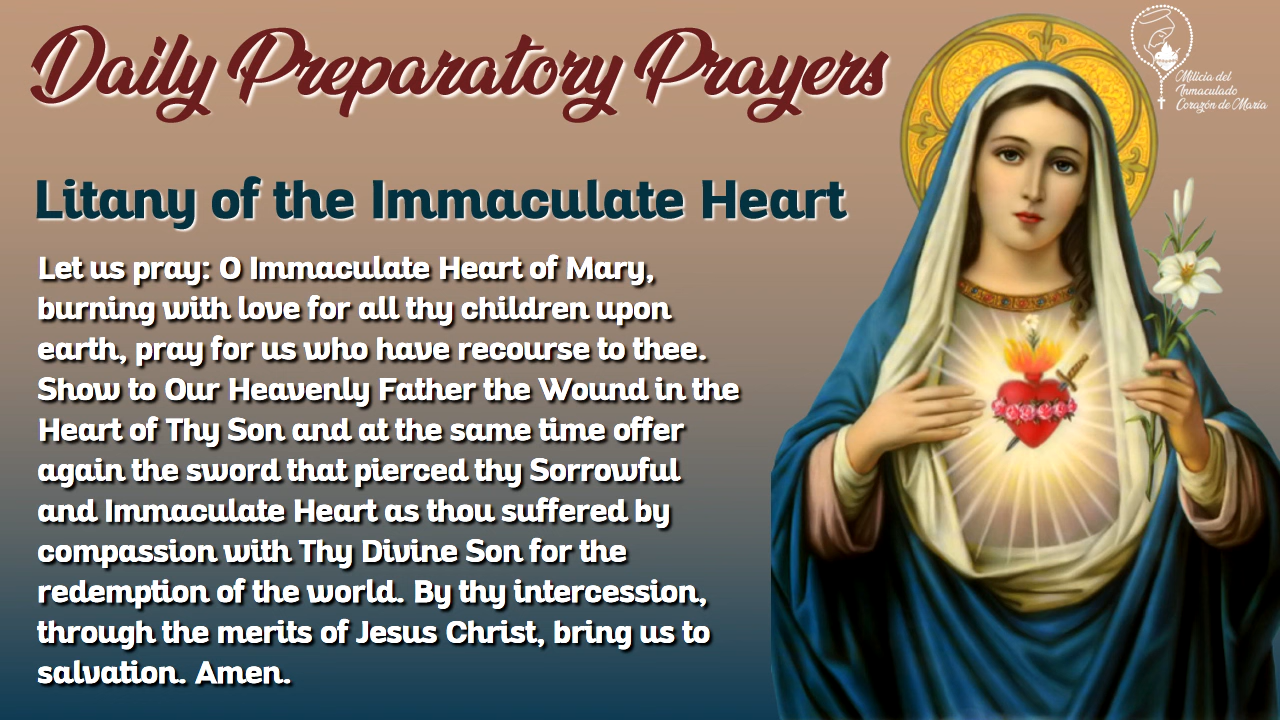 Daily Preparatory Prayers
Milicia del
Inmaculado
Corazón de María
Litany of the Immaculate Heart
Let us pray: O Immaculate Heart of Mary,
burning with love for all thy children upon
earth, pray for us who have recourse to thee.
Show to Our Heavenly Father the Wound in the
Heart of Thy Son and at the same time offer
again the sword that pierced thy Sorrowful
and Immaculate Heart as thou suffered by
compassion with Thy Divine Son for the
redemption of the world. By thy intercession,
through the merits of Jesus Christ, bring us to
salvation. Amen.